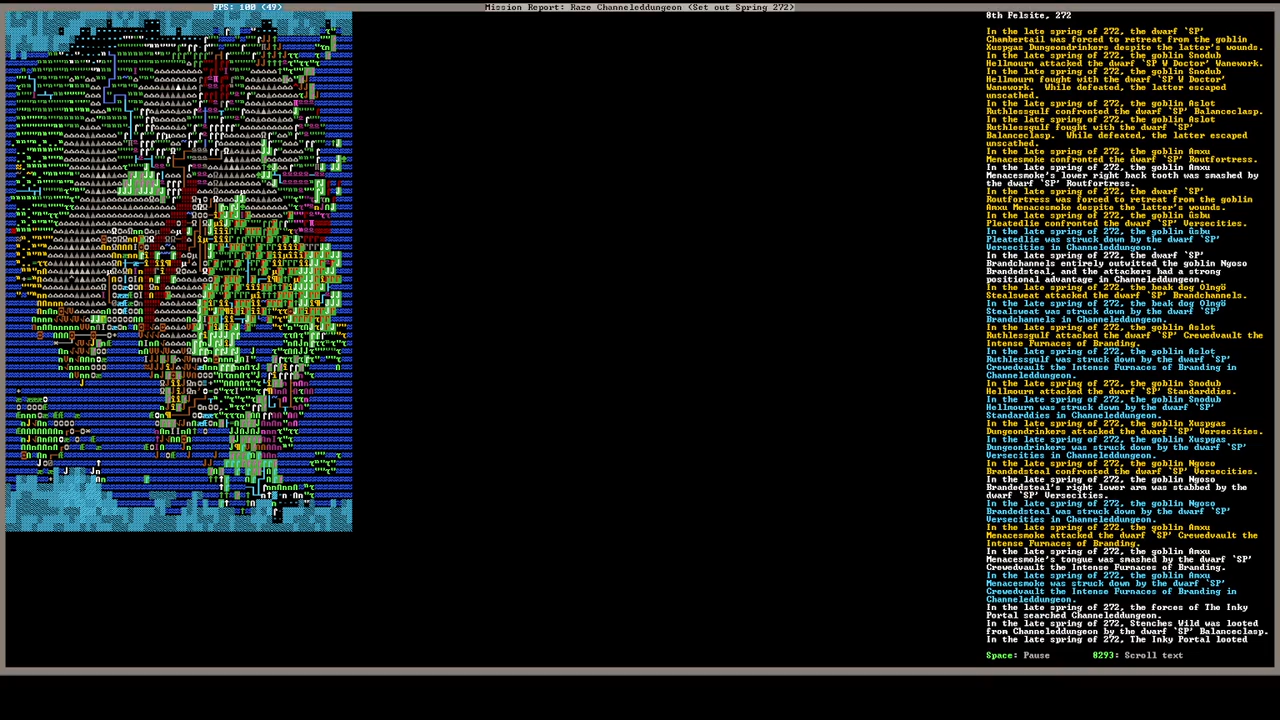 FPS: 100 (49)
Mission Report: Raze Channeleddungeon (Set out Spring 272)
8th Felsite, 272
In the late spring of 272, the dwarf `SP'
Chambertail was forced to retreat from the goblin
Xuspgas Dungeondrinkers despite the latter's wounds.
In the late spring of 272, the goblin Snodub
Hellmourn attacked the dwarf `SP W Doctor' Wanework.
In the late spring of 272, the goblin Snodub
Hellmourn fought with the dwarf `SP W Doctor'
Wanework.  While defeated, the latter escaped
unscathed.
In the late spring of 272, the goblin Aslot
Ruthlessgulf confronted the dwarf `SP' Balanceclasp.
In the late spring of 272, the goblin Aslot
Ruthlessgulf fought with the dwarf `SP'
Balanceclasp.  While defeated, the latter escaped
unscathed.
In the late spring of 272, the goblin Amxu
Menacesmoke confronted the dwarf `SP' Routfortress.
In the late spring of 272, the goblin Amxu
Menacesmoke's lower right back tooth was smashed by
the dwarf `SP' Routfortress.
In the late spring of 272, the dwarf `SP'
Routfortress was forced to retreat from the goblin
Amxu Menacesmoke despite the latter's wounds.
In the late spring of 272, the goblin ûsbu
Pleatedlie confronted the dwarf `SP' Versecities.
In the late spring of 272, the goblin ûsbu
Pleatedlie was struck down by the dwarf `SP'
Versecities in Channeleddungeon.
In the late spring of 272, the dwarf `SP'
Brandchannels entirely outwitted the goblin Ngoso
Brandedsteal, and the attackers had a strong
positional advantage in Channeleddungeon.
In the late spring of 272, the beak dog Olngö
Stealsweat attacked the dwarf `SP' Brandchannels.
In the late spring of 272, the beak dog Olngö
Stealsweat was struck down by the dwarf `SP'
Brandchannels in Channeleddungeon.
In the late spring of 272, the goblin Aslot
Ruthlessgulf attacked the dwarf `SP' Crewedvault the
Intense Furnaces of Branding.
In the late spring of 272, the goblin Aslot
Ruthlessgulf was struck down by the dwarf `SP'
Crewedvault the Intense Furnaces of Branding in
Channeleddungeon.
In the late spring of 272, the goblin Snodub
Hellmourn attacked the dwarf `SP' Standarddies.
In the late spring of 272, the goblin Snodub
Hellmourn was struck down by the dwarf `SP'
Standarddies in Channeleddungeon.
In the late spring of 272, the goblin Xuspgas
Dungeondrinkers attacked the dwarf `SP' Versecities.
In the late spring of 272, the goblin Xuspgas
Dungeondrinkers was struck down by the dwarf `SP'
Versecities in Channeleddungeon.
In the late spring of 272, the goblin Ngoso
Brandedsteal confronted the dwarf `SP' Versecities.
In the late spring of 272, the goblin Ngoso
Brandedsteal's right lower arm was stabbed by the
dwarf `SP' Versecities.
In the late spring of 272, the goblin Ngoso
Brandedsteal was struck down by the dwarf `SP'
Versecities in Channeleddungeon.
In the late spring of 272, the goblin Amxu
Menacesmoke attacked the dwarf `SP' Crewedvault the
Intense Furnaces of Branding.
In the late spring of 272, the goblin Amxu
Menacesmoke's tongue was smashed by the dwarf `SP'
Crewedvault the Intense Furnaces of Branding.
In the late spring of 272, the goblin Amxu
Menacesmoke was struck down by the dwarf `SP'
Crewedvault the Intense Furnaces of Branding in
Channeleddungeon.
In the late spring of 272, the forces of The Inky
Portal searched Channeleddungeon.
In the late spring of 272, Stenches Wild was looted
from Channeleddungeon by the dwarf `SP' Balanceclasp.
In the late spring of 272, The Inky Portal looted
Space: Pause
8293: Scroll text